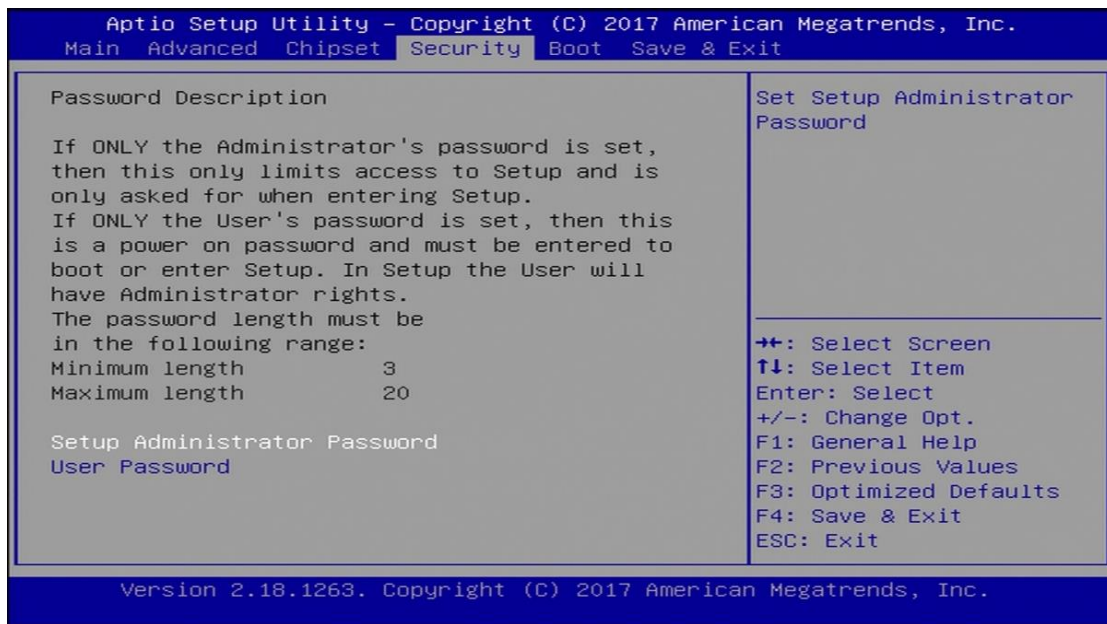 Aptio Setup Utility – Copyright (C) 2017 American Megatrends, Inc.
Main Advanced Chipset Security Boot Save & Exit
Password Description
If ONLY the Administrator's password is set,
then this only limits access to Setup and is
only asked for when entering Setup.
If ONLY the User's password is set, then this
is a power on password and must be entered to
boot or enter Setup. In Setup the User will
have Administrator rights.
The password length must be
in the following range:
Minimum length 3
Maximum length 20
Setup Administrator Password
User Password
Set Setup Administrator
Password
→←: Select Screen
↑↓: Select Item
Enter: Select
+/-: Change Opt.
F1: General Help
F2: Previous Values
F3: Optimized Defaults
F4: Save & Exit
ESC: Exit
Version 2.18.1263. Copyright (C) 2017 American Megatrends, Inc.